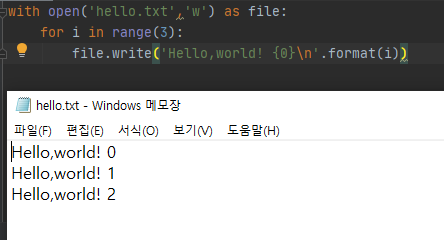 with open('hello.txt','w') as file:
for i in range(3):
file.write('Hello,world! {0}\n'.format(i))
hello.txt - Windows 메모장
파일(F) 편집(E) 서식(O) 보기(V) 도움말(H)
Hello,world! 0
Hello,world! 1
Hello,world! 2